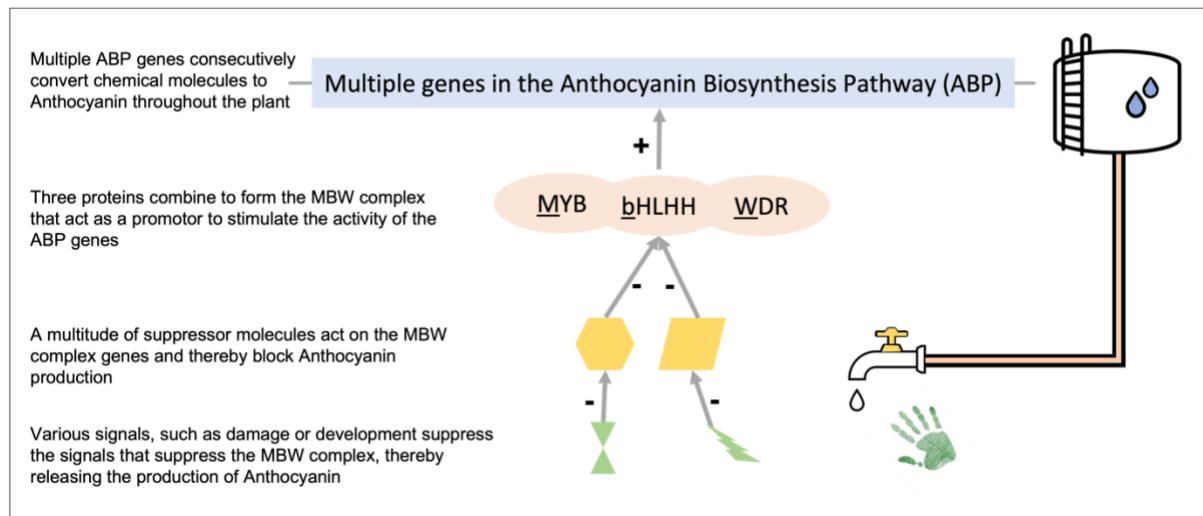 Multiple ABP genes consecutively
convert chemical molecules to
Anthocyanin throughout the plant
Multiple genes in the Anthocyanin Biosynthesis Pathway (ABP)
+
Three proteins combine to form the MBW complex
that act as a promotor to stimulate the activity of the
ABP genes
MYB bHLHH WDR
- -
A multitude of suppressor molecules act on the MBW
complex genes and thereby block Anthocyanin
production
- -
Various signals, such as damage or development suppress
the signals that suppress the MBW complex, thereby
releasing the production of Anthocyanin